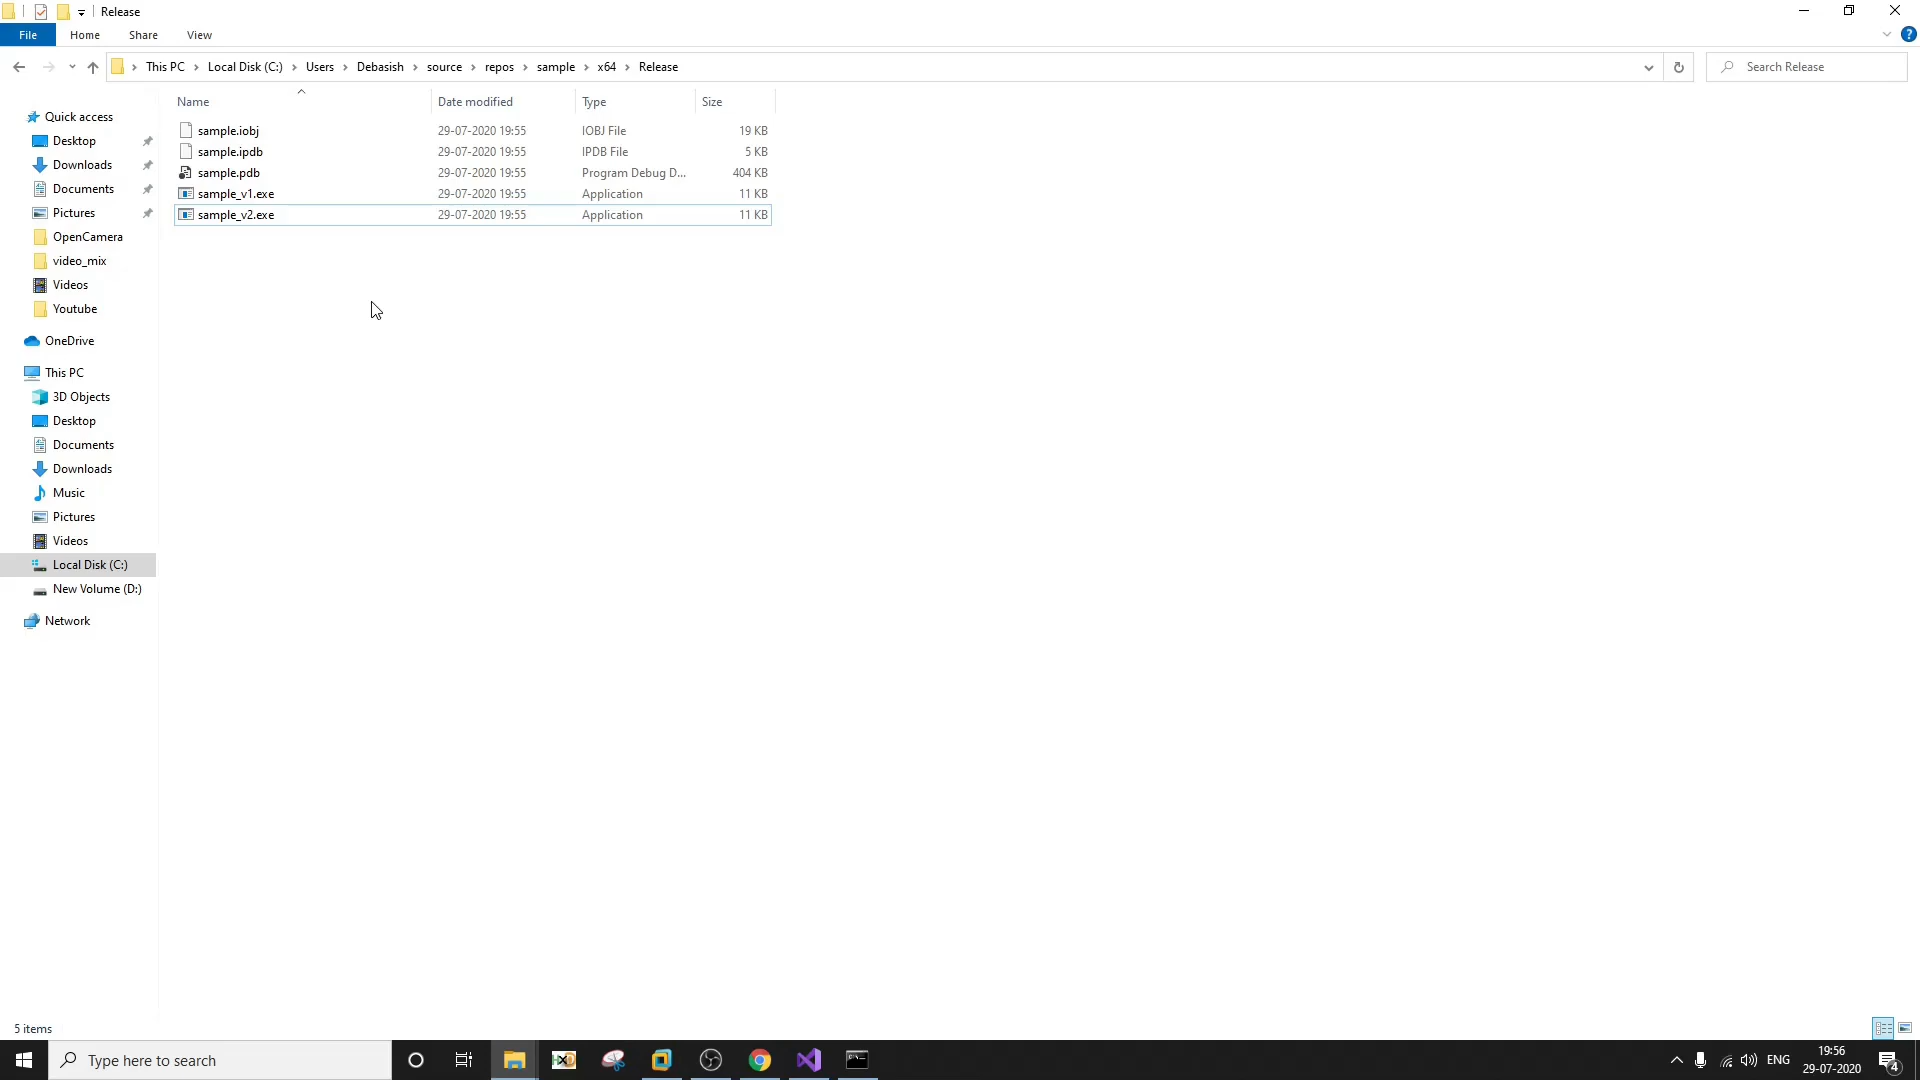 Release
File Home Share View
This PC Local Disk (C:) Users Debasish source repos sample x64 Release
Search Release
Name Date modified Type Size
sample.iobj 29-07-2020 19:55 IOBJ File 19 KB
sample.ipdb 29-07-2020 19:55 IPDB File 5 KB
sample.pdb 29-07-2020 19:55 Program Debug D... 404 KB
sample_v1.exe 29-07-2020 19:55 Application 11 KB
sample_v2.exe 29-07-2020 19:55 Application 11 KB
Quick access
Desktop
Downloads
Documents
Pictures
OpenCamera
video_mix
Videos
Youtube
OneDrive
This PC
3D Objects
Desktop
Documents
Downloads
Music
Pictures
Videos
Local Disk (C:)
New Volume (D:)
Network
5 items
Type here to search
ENG
19:56
29-07-2020
4